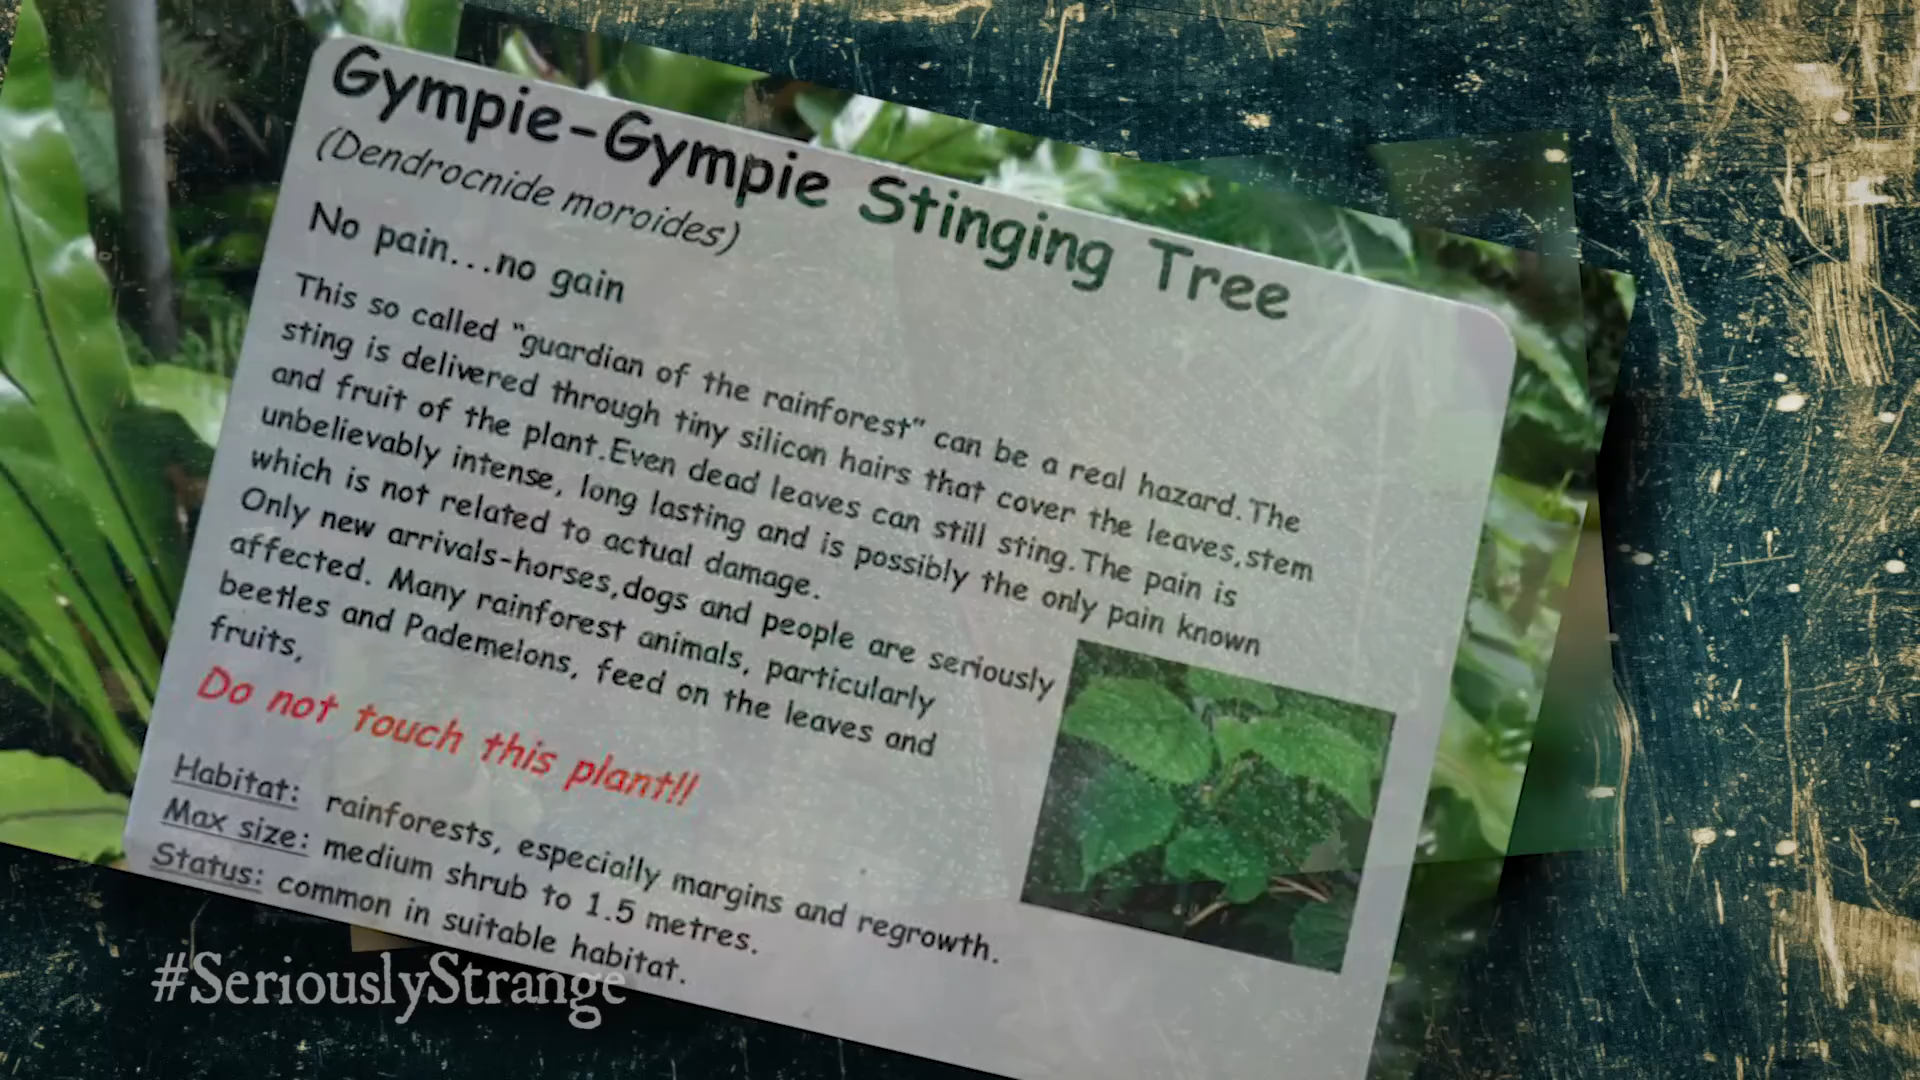 Gympie-Gympie Stinging Tree
(Dendrocnide moroides)
No pain...no gain
This so called "guardian of the rainforest" can be a real hazard.The
sting is delivered through tiny silicon hairs that cover the leaves,stem
and fruit of the plant.Even dead leaves can still sting.The pain is
unbelievably intense, long lasting and is possibly the only pain known
which is not related to actual damage.
Only new arrivals-horses,dogs and people are seriously
affected. Many rainforest animals, particularly
beetles and Pademelons, feed on the leaves and
fruits,
Do not touch this plant!!
Habitat: rainforests, especially margins and regrowth.
Max size: medium shrub to 1.5 metres.
Status: common in suitable habitat.
#SeriouslyStrange